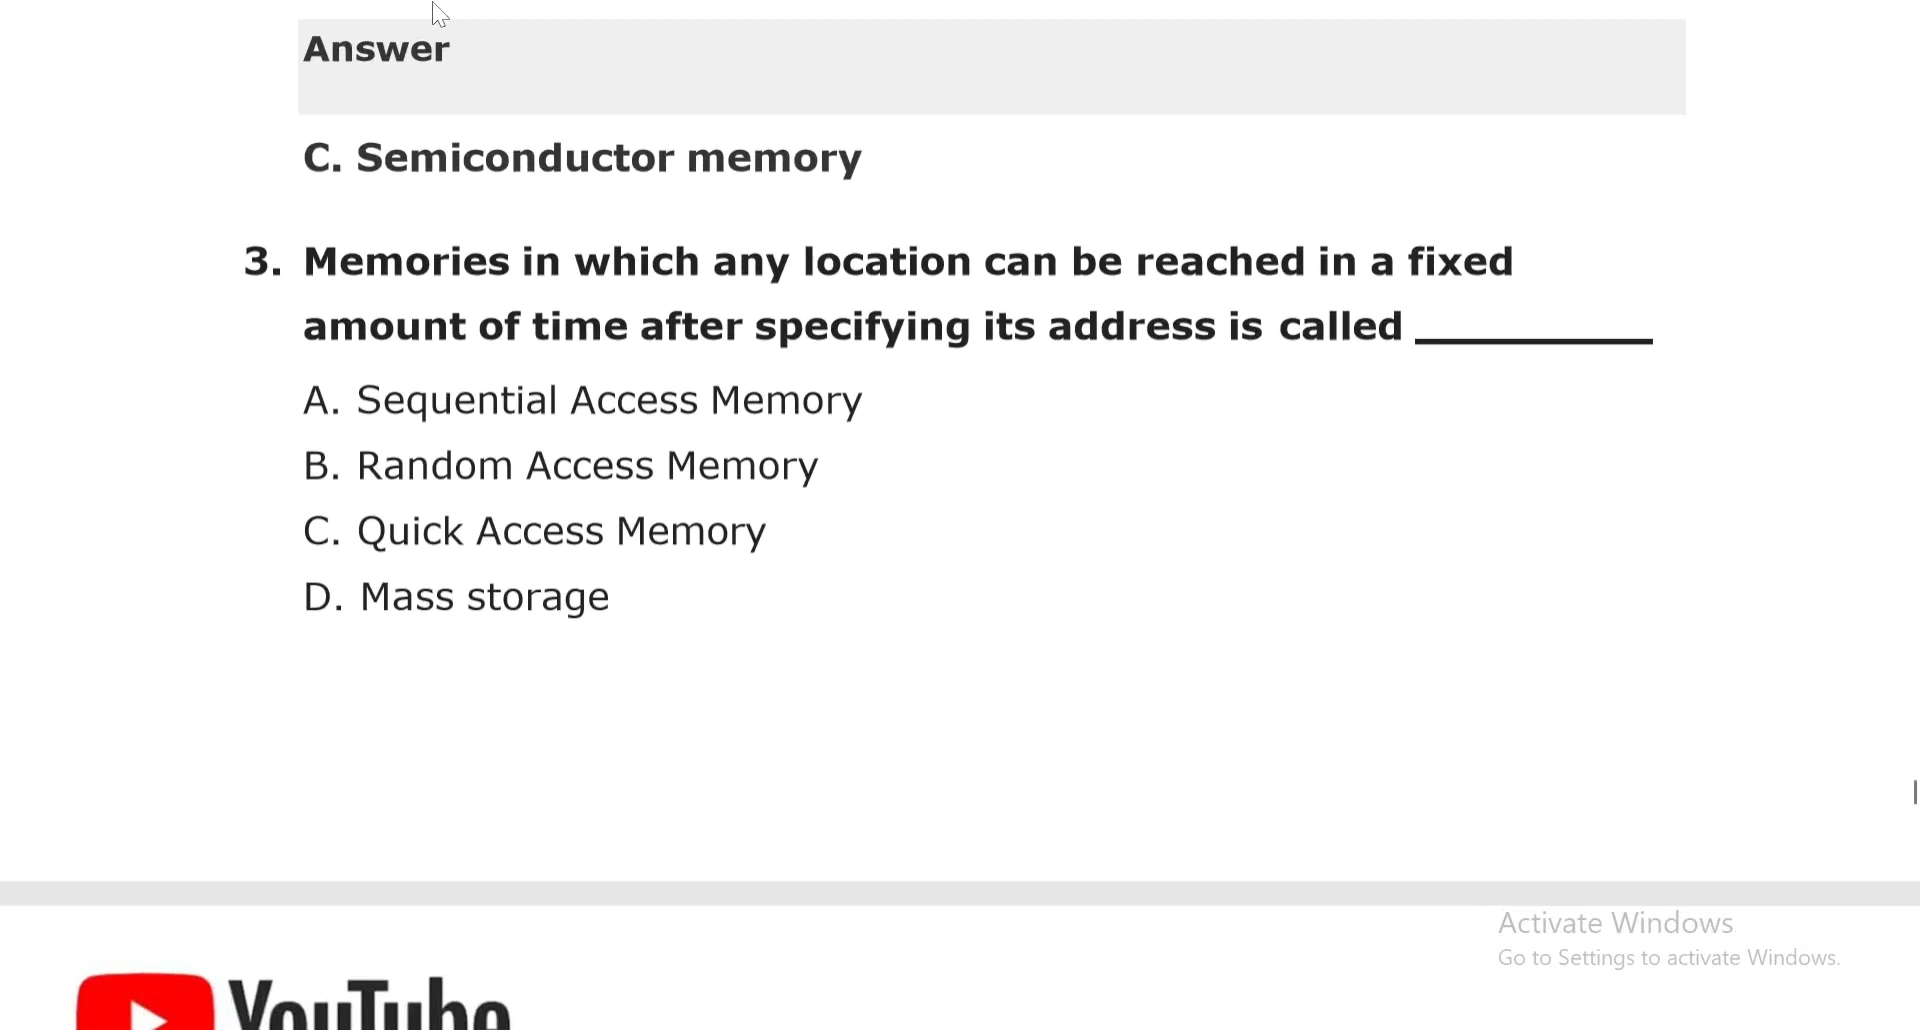 Answer
C. Semiconductor memory
3. Memories in which any location can be reached in a fixed
amount of time after specifying its address is called __________
A. Sequential Access Memory
B. Random Access Memory
C. Quick Access Memory
D. Mass storage
Activate Windows
Go to Settings to activate Windows.
YouTube